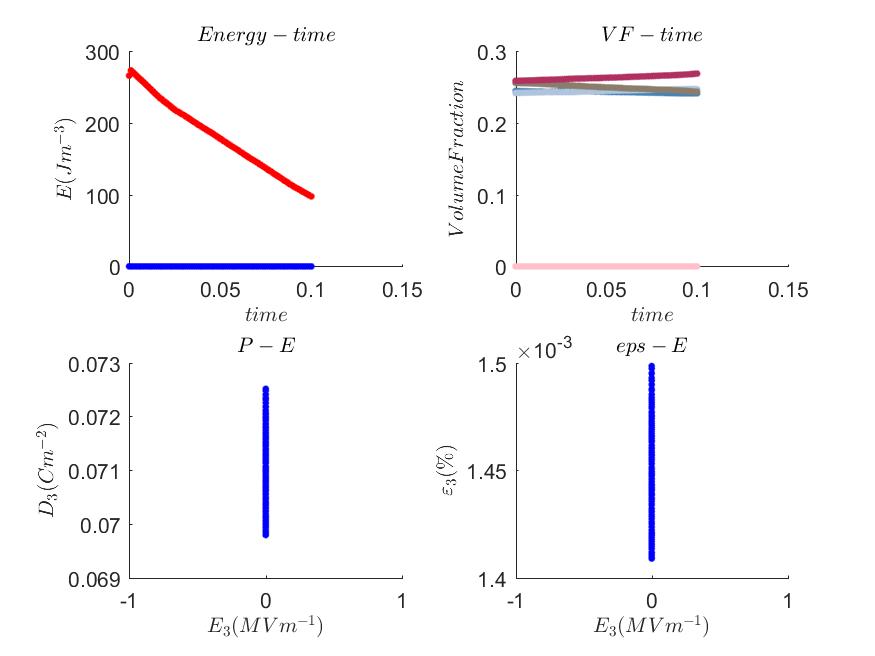 Energy − time
300
200
100
0
0
0.05
0.1
0.15
E(Jm⁻³)
time
VF − time
0.3
0.2
0.1
0
0
0.05
0.1
0.15
VolumeFraction
time
P − E
0.073
0.072
0.071
0.07
0.069
-1
0
1
D₃(Cm⁻²)
E₃(MVm⁻¹)
eps − E
×10⁻³
1.5
1.45
1.4
-1
0
1
ε₃(%)
E₃(MVm⁻¹)